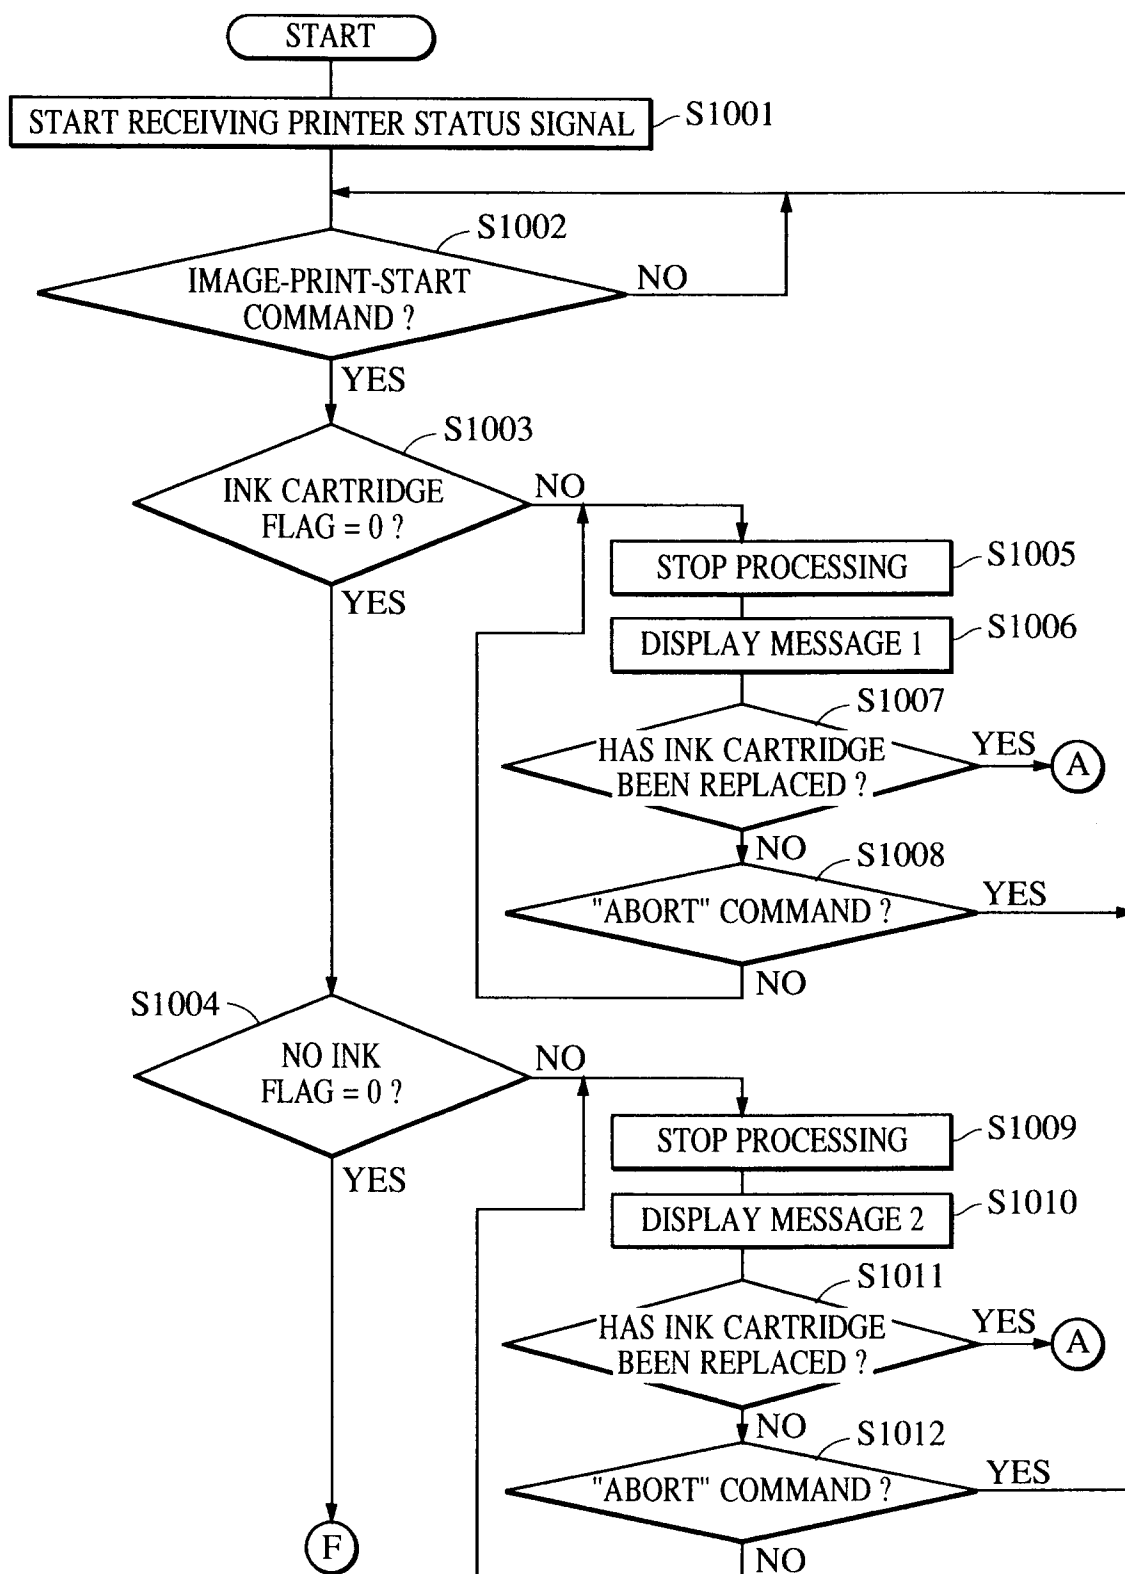 START
START RECEIVING PRINTER STATUS SIGNAL
S1001
S1002
IMAGE-PRINT-START
COMMAND ?
NO
YES
S1003
INK CARTRIDGE
FLAG = 0 ?
NO
YES
STOP PROCESSING
S1005
DISPLAY MESSAGE 1
S1006
S1007
HAS INK CARTRIDGE
BEEN REPLACED ?
YES
A
NO
S1008
"ABORT" COMMAND ?
YES
NO
S1004
NO INK
FLAG = 0 ?
NO
YES
STOP PROCESSING
S1009
DISPLAY MESSAGE 2
S1010
S1011
HAS INK CARTRIDGE
BEEN REPLACED ?
YES
A
NO
S1012
"ABORT" COMMAND ?
YES
NO
F